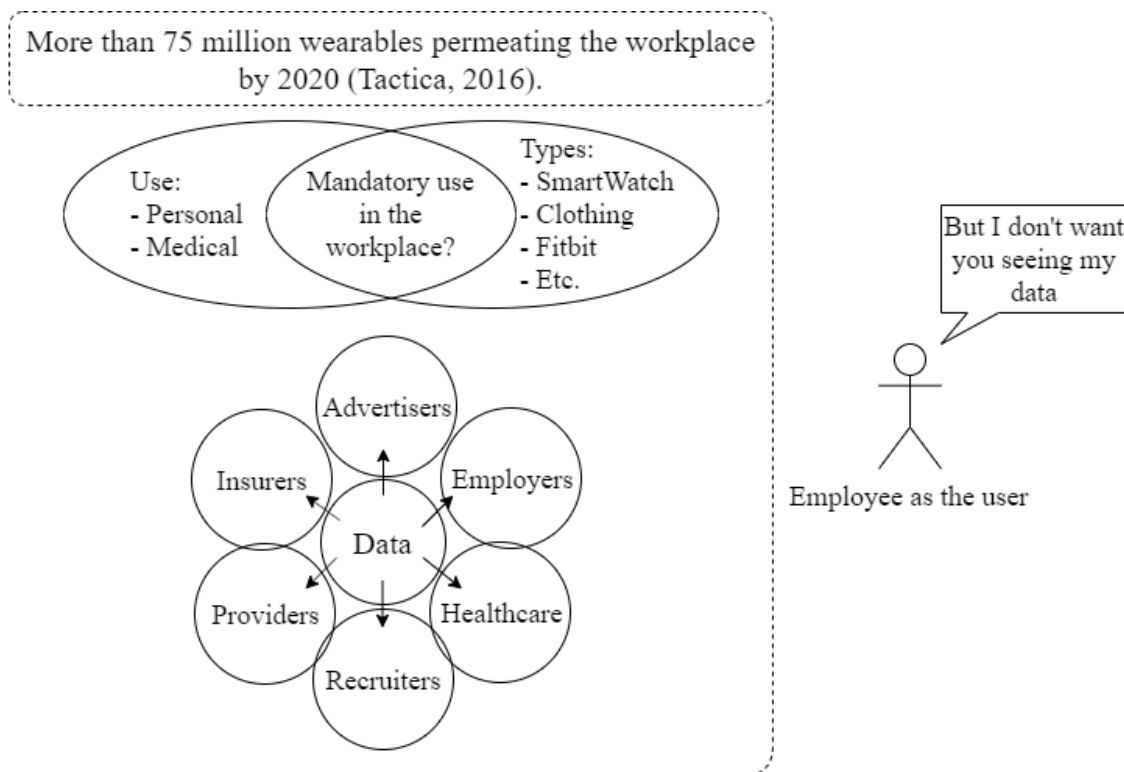 More than 75 million wearables permeating the workplace
by 2020 (Tactica, 2016).
Use:
- Personal
- Medical
Mandatory use
in the
workplace?
Types:
- SmartWatch
- Clothing
- Fitbit
- Etc.
But I don't want
you seeing my
data
Employee as the user
Advertisers
Insurers
Employers
Data
Providers
Healthcare
Recruiters